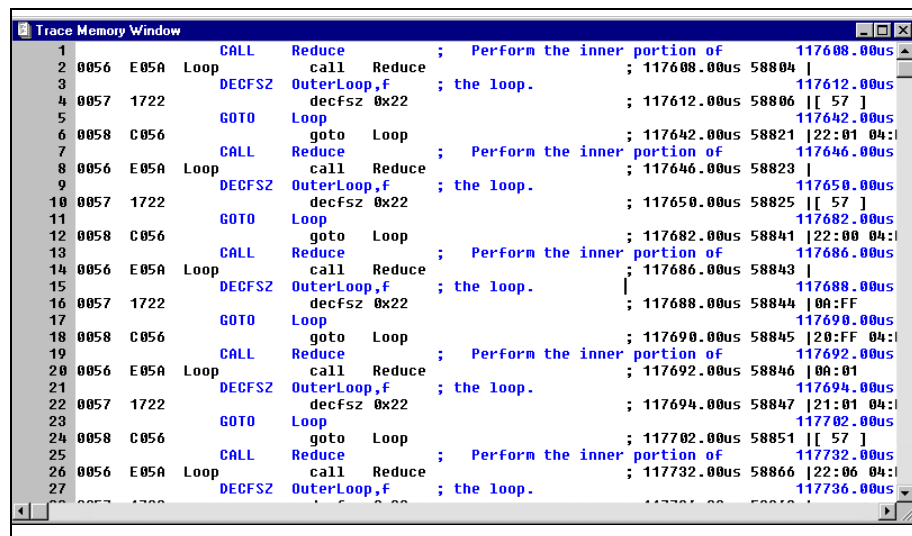 Trace Memory Window
1 CALL Reduce ; Perform the inner portion of 117608.00us
2 0056 E05A Loop call Reduce ; 117608.00us 58804 |
3 DECFSZ OuterLoop,f ; the loop. 117612.00us
4 0057 1722 decfsz 0x22 ; 117612.00us 58806 |[ 57 ]
5 GOTO Loop 117642.00us
6 0058 C056 goto Loop ; 117642.00us 58821 |22:01 04:
7 CALL Reduce ; Perform the inner portion of 117646.00us
8 0056 E05A Loop call Reduce ; 117646.00us 58823 |
9 DECFSZ OuterLoop,f ; the loop. 117650.00us
10 0057 1722 decfsz 0x22 ; 117650.00us 58825 |[ 57 ]
11 GOTO Loop 117682.00us
12 0058 C056 goto Loop ; 117682.00us 58841 |22:00 04:
13 CALL Reduce ; Perform the inner portion of 117686.00us
14 0056 E05A Loop call Reduce ; 117686.00us 58843 |
15 DECFSZ OuterLoop,f ; the loop. 117688.00us
16 0057 1722 decfsz 0x22 ; 117688.00us 58844 |0A:FF
17 GOTO Loop 117690.00us
18 0058 C056 goto Loop ; 117690.00us 58845 |20:FF 04:
19 CALL Reduce ; Perform the inner portion of 117692.00us
20 0056 E05A Loop call Reduce ; 117692.00us 58846 |0A:01
21 DECFSZ OuterLoop,f ; the loop. 117694.00us
22 0057 1722 decfsz 0x22 ; 117694.00us 58847 |21:01 04:
23 GOTO Loop 117702.00us
24 0058 C056 goto Loop ; 117702.00us 58851 |[ 57 ]
25 CALL Reduce ; Perform the inner portion of 117732.00us
26 0056 E05A Loop call Reduce ; 117732.00us 58866 |22:06 04:
27 DECFSZ OuterLoop,f ; the loop. 117736.00us